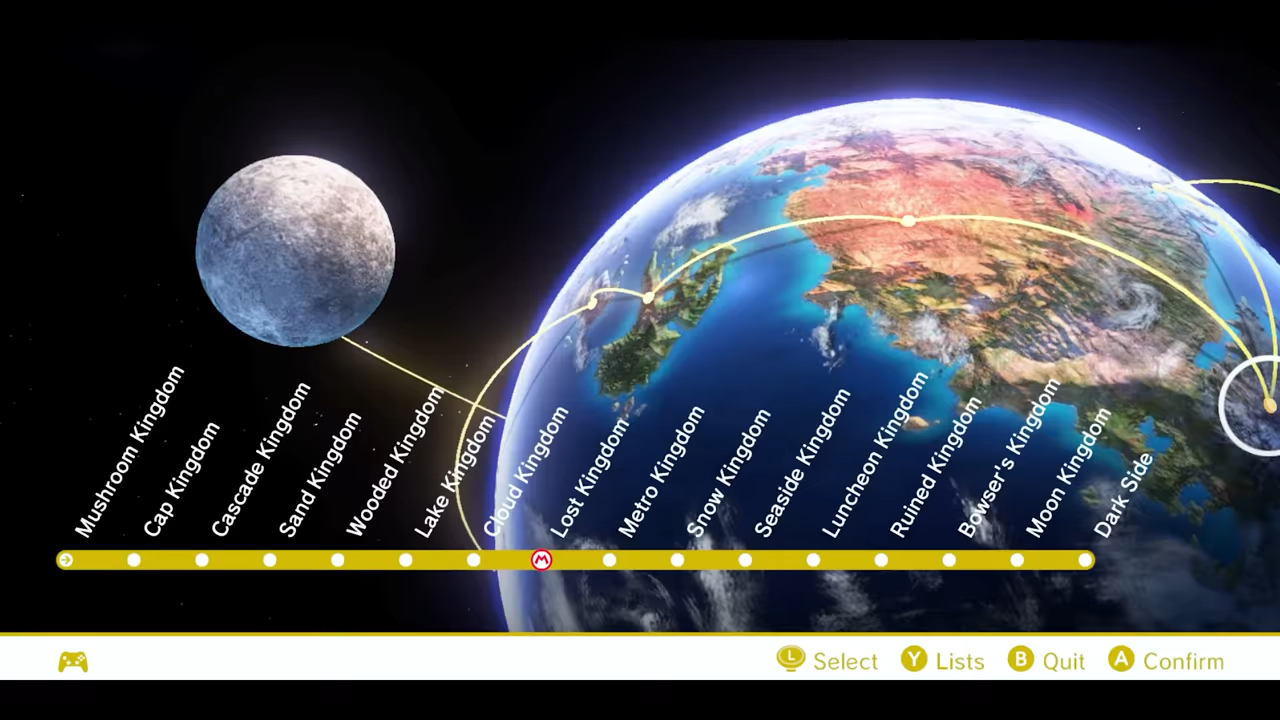 Mushroom Kingdom
Cap Kingdom
Cascade Kingdom
Sand Kingdom
Wooded Kingdom
Lake Kingdom
Cloud Kingdom
Lost Kingdom
Metro Kingdom
Snow Kingdom
Seaside Kingdom
Luncheon Kingdom
Ruined Kingdom
Bowser's Kingdom
Moon Kingdom
Dark Side
M
L Select Y Lists B Quit A Confirm